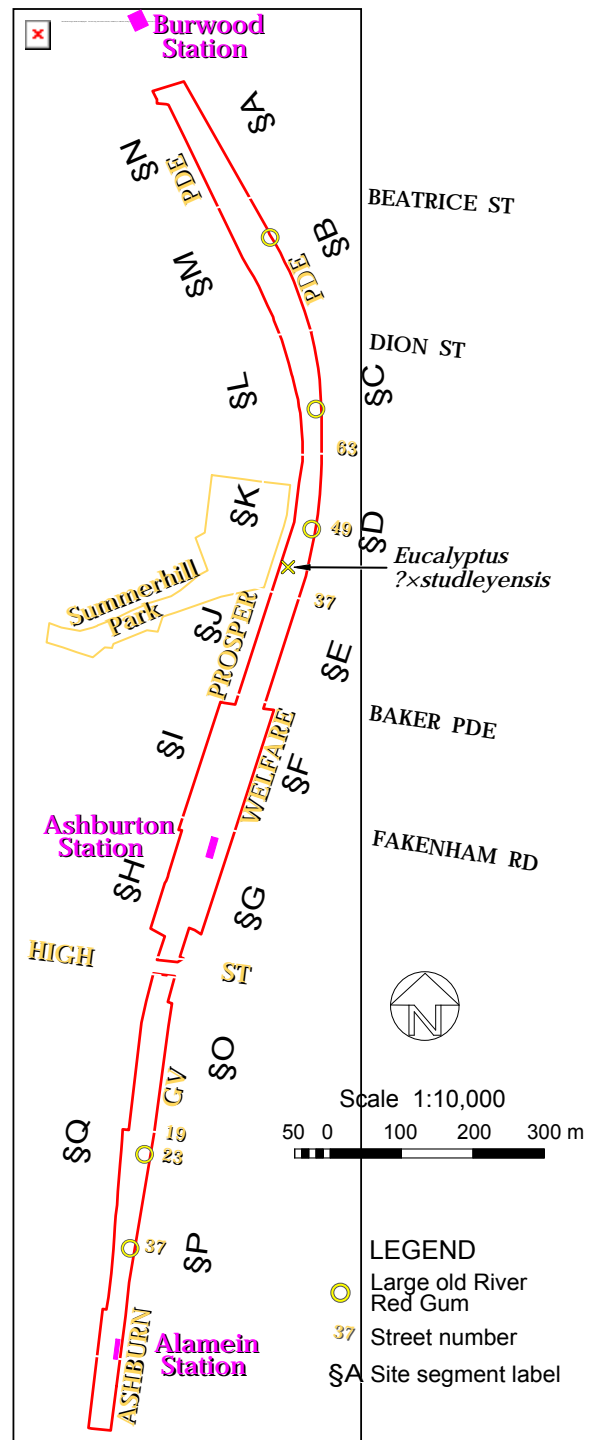 Burwood
Station
§A
§N
PDE
BEATRICE ST
§B
§M
PDE
DION ST
§C
§L
63
§K
49
§D
Eucalyptus
?×studleyensis
Summerhill
Park
37
§J
PROSPER
§E
BAKER PDE
WELFARE
§I
§F
Ashburton
Station
FAKENHAM RD
§H
§G
HIGH
ST
N
§O
Scale 1:10,000
GV
50 0 100 200 300 m
§Q
19
23
37
§P
LEGEND
Large old River
Red Gum
37 Street number
§A Site segment label
ASHBURN
Alamein
Station